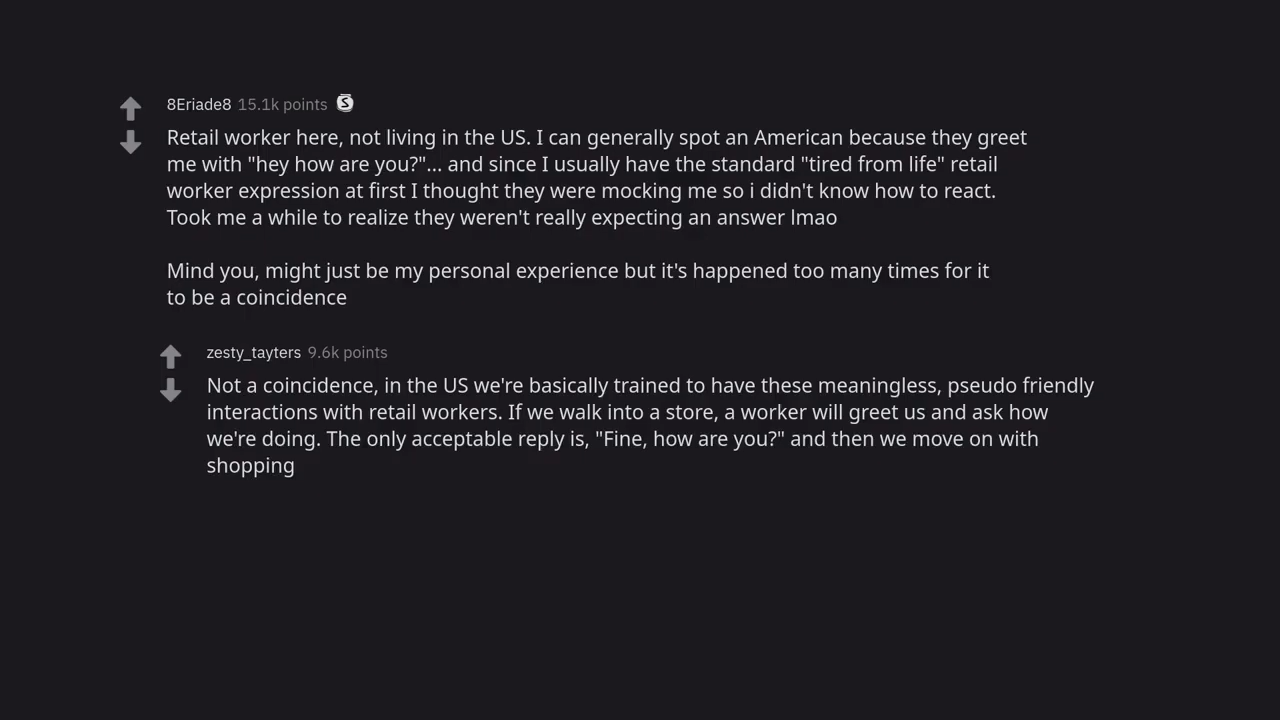 8Eriade8 15.1k points
Retail worker here, not living in the US. I can generally spot an American because they greet
me with "hey how are you?"... and since I usually have the standard "tired from life" retail
worker expression at first I thought they were mocking me so i didn't know how to react.
Took me a while to realize they weren't really expecting an answer lmao
Mind you, might just be my personal experience but it's happened too many times for it
to be a coincidence
zesty_tayters 9.6k points
Not a coincidence, in the US we're basically trained to have these meaningless, pseudo friendly
interactions with retail workers. If we walk into a store, a worker will greet us and ask how
we're doing. The only acceptable reply is, "Fine, how are you?" and then we move on with
shopping